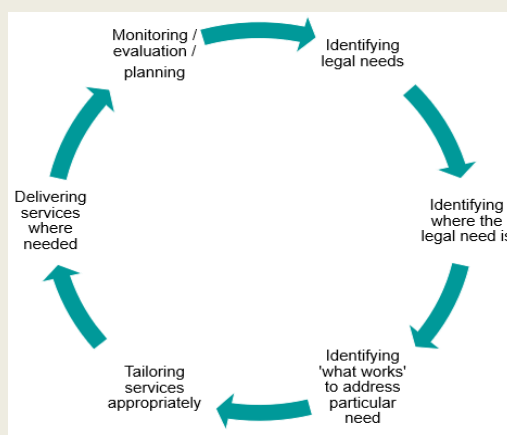 Monitoring /
evaluation /
planning
Identifying
legal needs
Identifying
where the
legal need is
Identifying
'what works'
to address
particular
need
Tailoring
services
appropriately
Delivering
services
where
needed